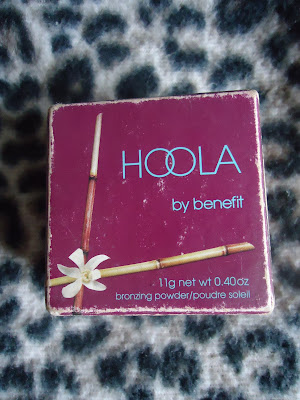 HOOLA
by benefit
11g net wt 0.40oz
bronzing powder/poudre soleil